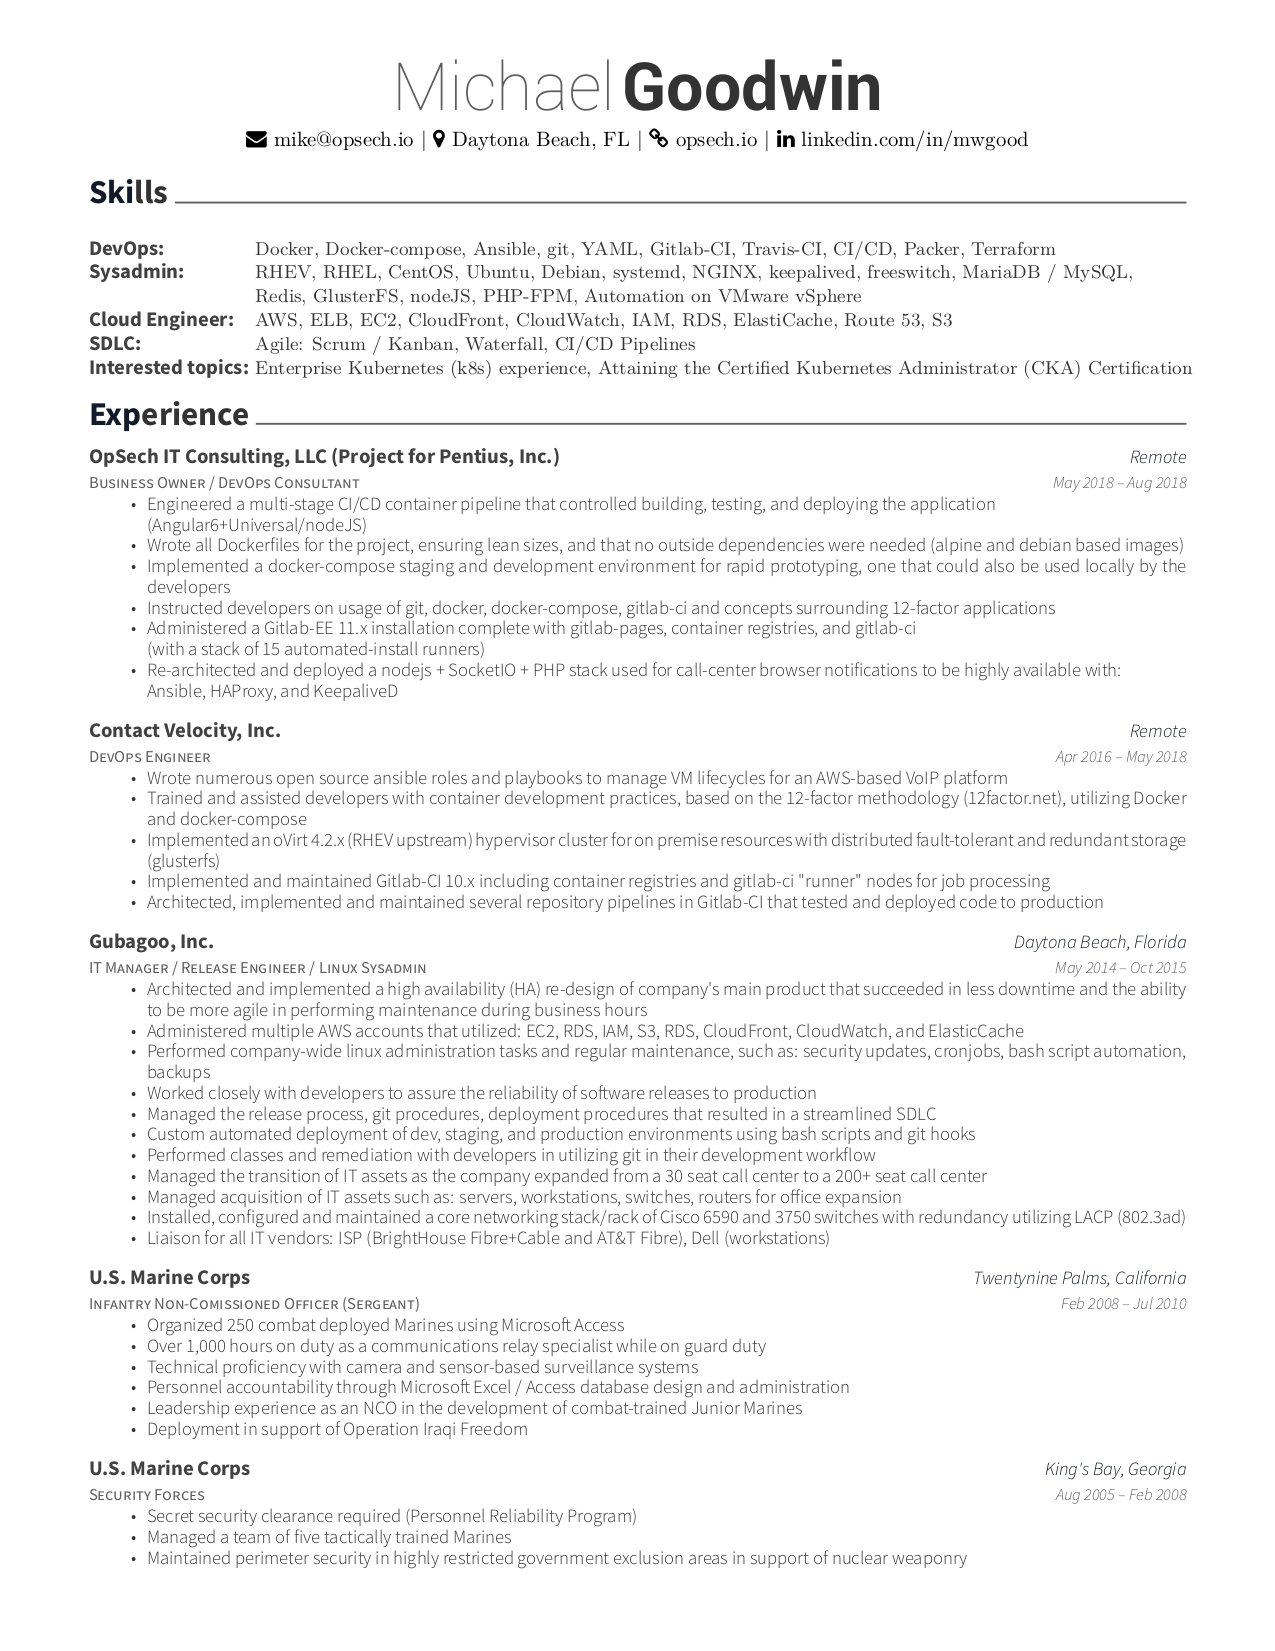 Michael Goodwin
mike@opsech.io | Daytona Beach, FL | opsech.io | linkedin.com/in/mwgood
Skills
DevOps: Docker, Docker-compose, Ansible, git, YAML, Gitlab-CI, Travis-CI, CI/CD, Packer, Terraform
Sysadmin: RHEV, RHEL, CentOS, Ubuntu, Debian, systemd, NGINX, keepalived, freeswitch, MariaDB / MySQL,
Redis, GlusterFS, nodeJS, PHP-FPM, Automation on VMware vSphere
Cloud Engineer: AWS, ELB, EC2, CloudFront, CloudWatch, IAM, RDS, ElastiCache, Route 53, S3
SDLC: Agile: Scrum / Kanban, Waterfall, CI/CD Pipelines
Interested topics: Enterprise Kubernetes (k8s) experience, Attaining the Certified Kubernetes Administrator (CKA) Certification
Experience
OpSech IT Consulting, LLC (Project for Pentius, Inc.) Remote
Business Owner / DevOps Consultant May 2018 – Aug 2018
• Engineered a multi-stage CI/CD container pipeline that controlled building, testing, and deploying the application
(Angular6+Universal/nodeJS)
• Wrote all Dockerfiles for the project, ensuring lean sizes, and that no outside dependencies were needed (alpine and debian based images)
• Implemented a docker-compose staging and development environment for rapid prototyping, one that could also be used locally by the
developers
• Instructed developers on usage of git, docker, docker-compose, gitlab-ci and concepts surrounding 12-factor applications
• Administered a Gitlab-EE 11.x installation complete with gitlab-pages, container registries, and gitlab-ci
(with a stack of 15 automated-install runners)
• Re-architected and deployed a nodejs + SocketIO + PHP stack used for call-center browser notifications to be highly available with:
Ansible, HAProxy, and KeepaliveD
Contact Velocity, Inc. Remote
DevOps Engineer Apr 2016 – May 2018
• Wrote numerous open source ansible roles and playbooks to manage VM lifecycles for an AWS-based VoIP platform
• Trained and assisted developers with container development practices, based on the 12-factor methodology (12factor.net), utilizing Docker
and docker-compose
• Implemented an oVirt 4.2.x (RHEV upstream) hypervisor cluster for on premise resources with distributed fault-tolerant and redundant storage
(glusterfs)
• Implemented and maintained Gitlab-CI 10.x including container registries and gitlab-ci "runner" nodes for job processing
• Architected, implemented and maintained several repository pipelines in Gitlab-CI that tested and deployed code to production
Gubagoo, Inc. Daytona Beach, Florida
IT Manager / Release Engineer / Linux Sysadmin May 2014 – Oct 2015
• Architected and implemented a high availability (HA) re-design of company's main product that succeeded in less downtime and the ability
to be more agile in performing maintenance during business hours
• Administered multiple AWS accounts that utilized: EC2, RDS, IAM, S3, RDS, CloudFront, CloudWatch, and ElasticCache
• Performed company-wide linux administration tasks and regular maintenance, such as: security updates, cronjobs, bash script automation,
backups
• Worked closely with developers to assure the reliability of software releases to production
• Managed the release process, git procedures, deployment procedures that resulted in a streamlined SDLC
• Custom automated deployment of dev, staging, and production environments using bash scripts and git hooks
• Performed classes and remediation with developers in utilizing git in their development workflow
• Managed the transition of IT assets as the company expanded from a 30 seat call center to a 200+ seat call center
• Managed acquisition of IT assets such as: servers, workstations, switches, routers for office expansion
• Installed, configured and maintained a core networking stack/rack of Cisco 6590 and 3750 switches with redundancy utilizing LACP (802.3ad)
• Liaison for all IT vendors: ISP (BrightHouse Fibre+Cable and AT&T Fibre), Dell (workstations)
U.S. Marine Corps Twentynine Palms, California
Infantry Non-Comissioned Officer (Sergeant) Feb 2008 – Jul 2010
• Organized 250 combat deployed Marines using Microsoft Access
• Over 1,000 hours on duty as a communications relay specialist while on guard duty
• Technical proficiency with camera and sensor-based surveillance systems
• Personnel accountability through Microsoft Excel / Access database design and administration
• Leadership experience as an NCO in the development of combat-trained Junior Marines
• Deployment in support of Operation Iraqi Freedom
U.S. Marine Corps King's Bay, Georgia
Security Forces Aug 2005 – Feb 2008
• Secret security clearance required (Personnel Reliability Program)
• Managed a team of five tactically trained Marines
• Maintained perimeter security in highly restricted government exclusion areas in support of nuclear weaponry